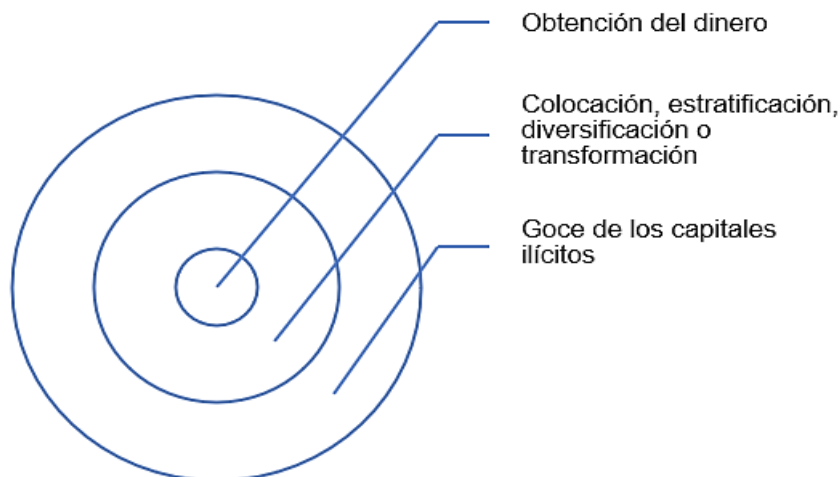 Obtención del dinero
Colocación, estratificación,
diversificación o
transformación
Goce de los capitales
ilícitos